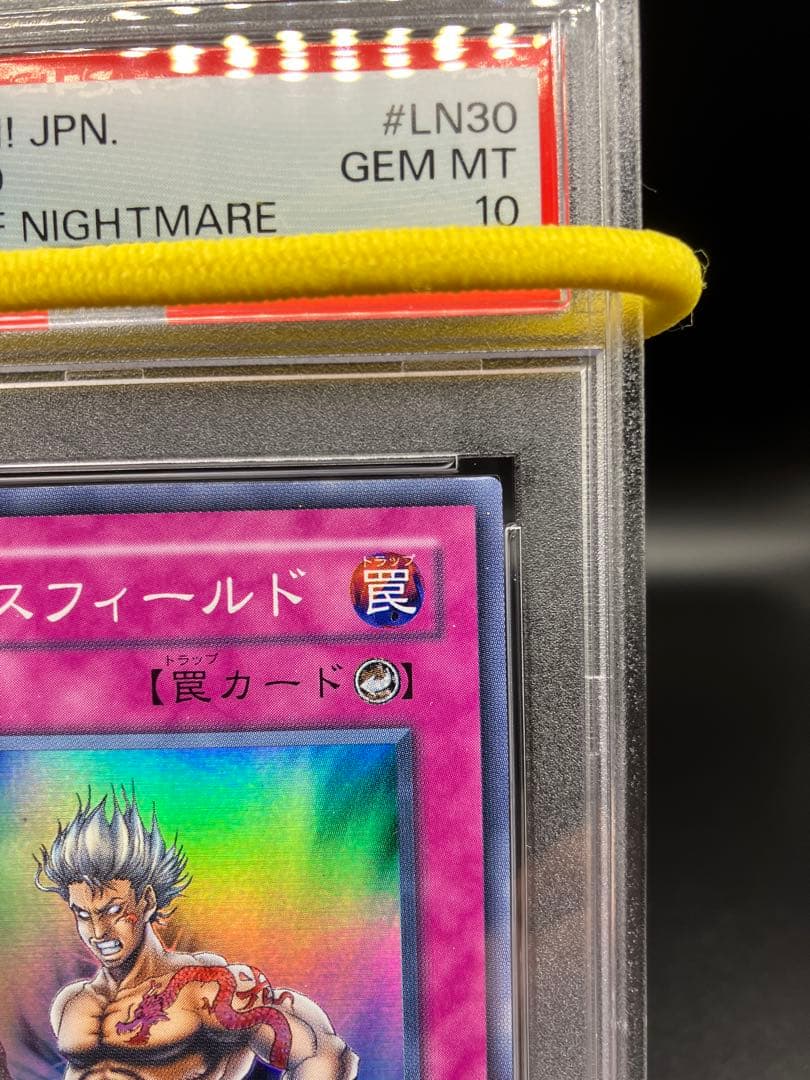 ! JPN. #LN30
GEM MT
F NIGHTMARE 10
スフィールド
トラップ
罠
トラップ
【罠カード】